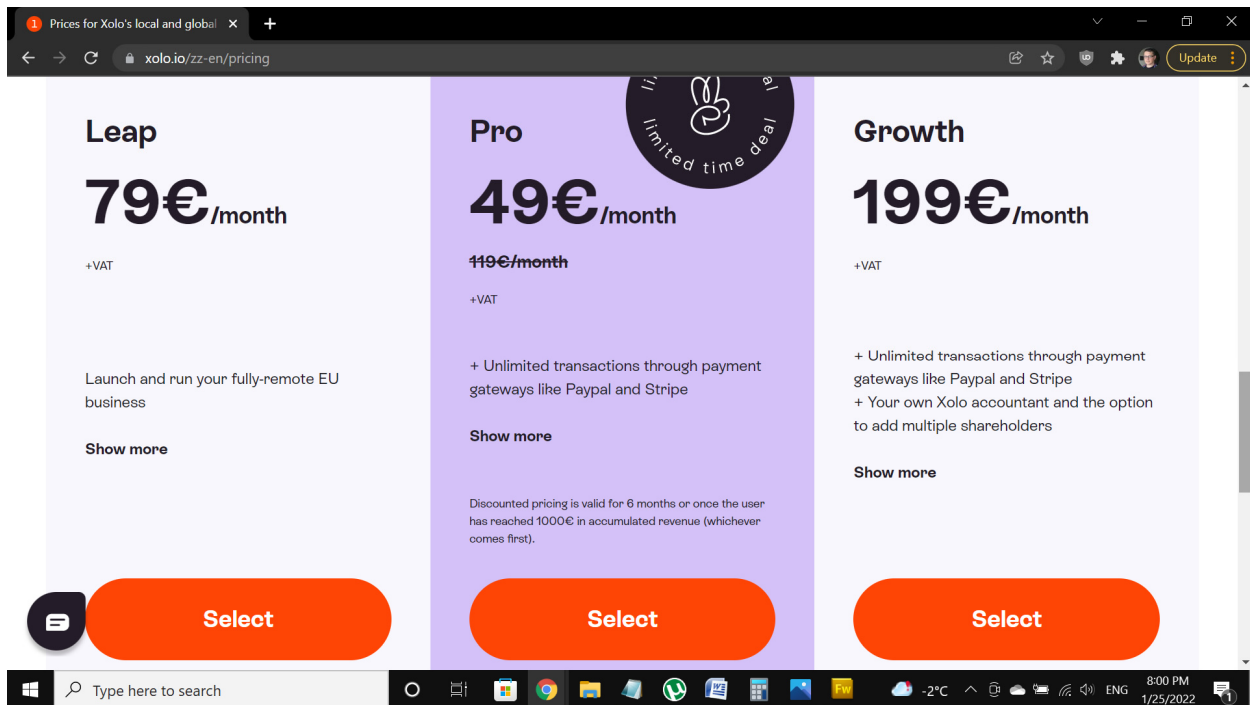 1 Prices for Xolo's local and global
xolo.io/zz-en/pricing
Update
Leap
79€/month
+VAT
Launch and run your fully-remote EU
business
Show more
Select
limited time deal
Pro
49€/month
119€/month
+VAT
+ Unlimited transactions through payment
gateways like Paypal and Stripe
Show more
Discounted pricing is valid for 6 months or once the user
has reached 1000€ in accumulated revenue (whichever
comes first).
Select
Growth
199€/month
+VAT
+ Unlimited transactions through payment
gateways like Paypal and Stripe
+ Your own Xolo accountant and the option
to add multiple shareholders
Show more
Select
Type here to search
Fw
-2°C
ENG
8:00 PM
1/25/2022
1